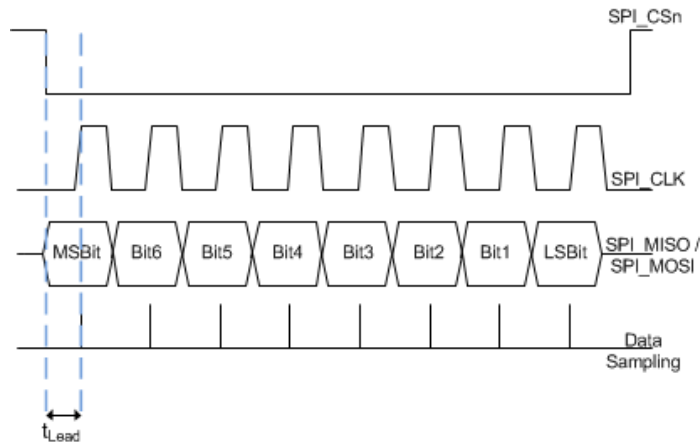 SPI_CSn
SPI_CLK
MSBit Bit6 Bit5 Bit4 Bit3 Bit2 Bit1 LSBit
SPI_MISO /
SPI_MOSI
Data
Sampling
tLead